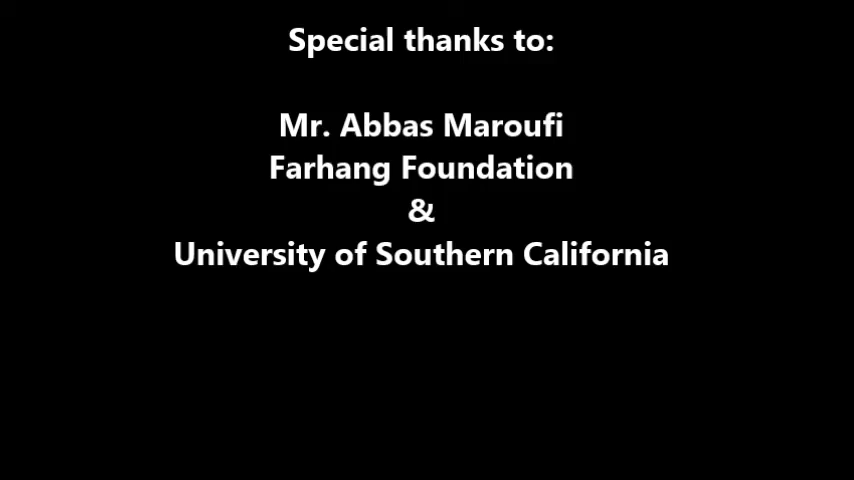 Special thanks to:
Mr. Abbas Maroufi
Farhang Foundation
&
University of Southern California